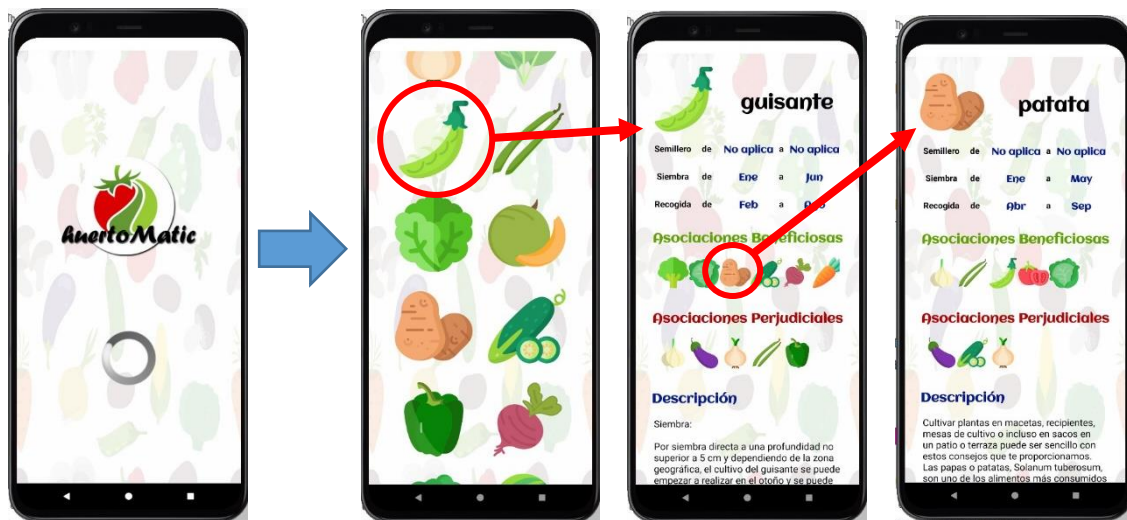 huertoMatic
guisante
Semillero de No aplica a No aplica
Siembra de Ene a Jun
Recogida de Feb a
Asociaciones Beneficiosas
Asociaciones Perjudiciales
Descripción
Siembra:
Por siembra directa a una profundidad no
superior a 5 cm y dependiendo de la zona
geográfica, el cultivo del guisante se puede
empezar a realizar en el otoño y se puede
patata
Semillero de No aplica a No aplica
Siembra de Ene a May
Recogida de Abr a Sep
Asociaciones Beneficiosas
Asociaciones Perjudiciales
Descripción
Cultivar plantas en macetas, recipientes,
mesas de cultivo o incluso en sacos en
un patio o terraza puede ser sencillo con
estos consejos que te proporcionamos.
Las papas o patatas, Solanum tuberosum,
son uno de los alimentos más consumidos